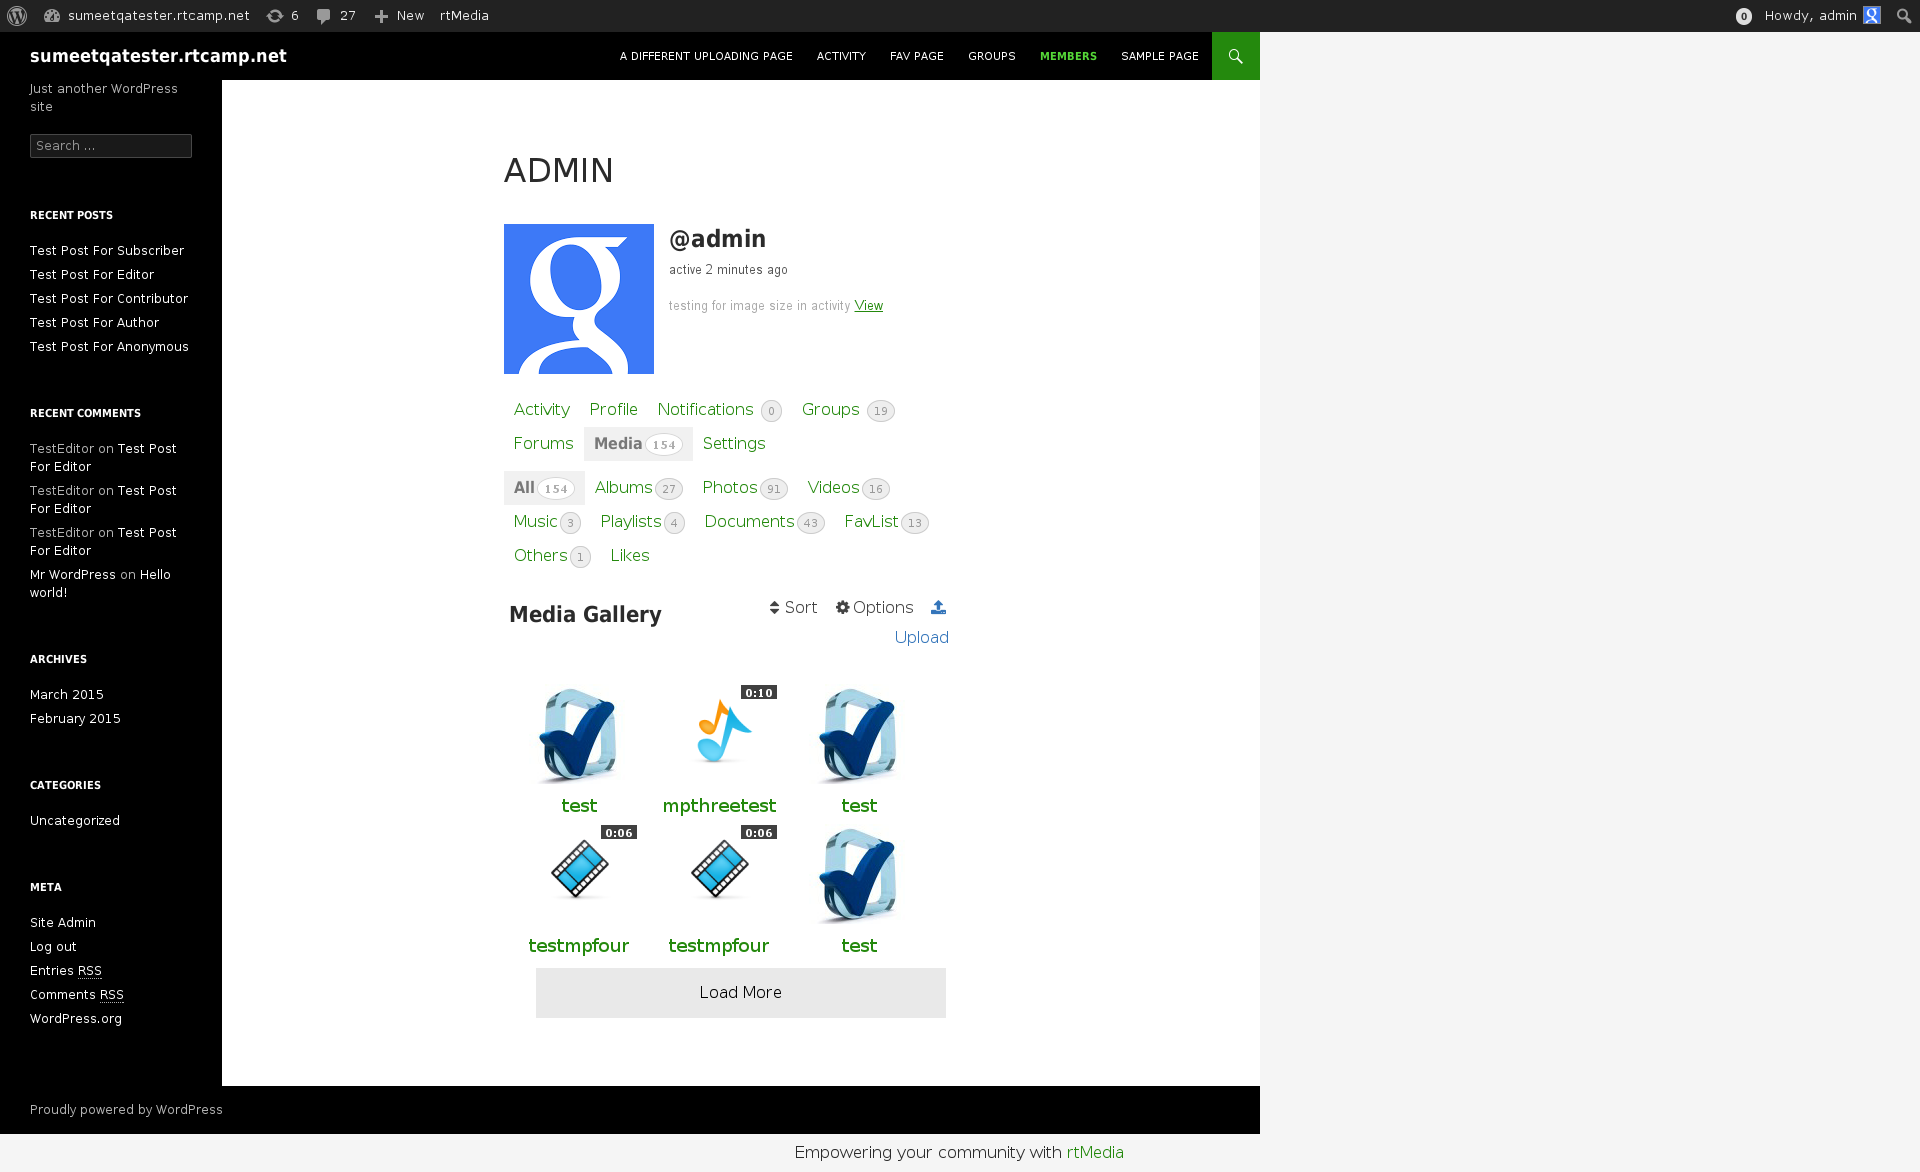 sumeetqatester.rtcamp.net 6 27 New rtMedia 0 Howdy, admin
sumeetqatester.rtcamp.net A DIFFERENT UPLOADING PAGE ACTIVITY FAV PAGE GROUPS MEMBERS SAMPLE PAGE
Just another WordPress
site
Search ...
RECENT POSTS
Test Post For Subscriber
Test Post For Editor
Test Post For Contributor
Test Post For Author
Test Post For Anonymous
RECENT COMMENTS
TestEditor on Test Post
For Editor
TestEditor on Test Post
For Editor
TestEditor on Test Post
For Editor
Mr WordPress on Hello
world!
ARCHIVES
March 2015
February 2015
CATEGORIES
Uncategorized
META
Site Admin
Log out
Entries RSS
Comments RSS
WordPress.org
ADMIN
@admin
active 2 minutes ago
testing for image size in activity View
Activity Profile Notifications 0 Groups 19
Forums Media 154 Settings
All 154 Albums 27 Photos 91 Videos 16
Music 3 Playlists 4 Documents 43 FavList 13
Others 1 Likes
Media Gallery Sort Options
Upload
0:10
test mpthreetest test
0:06 0:06
testmpfour testmpfour test
Load More
Proudly powered by WordPress
Empowering your community with rtMedia